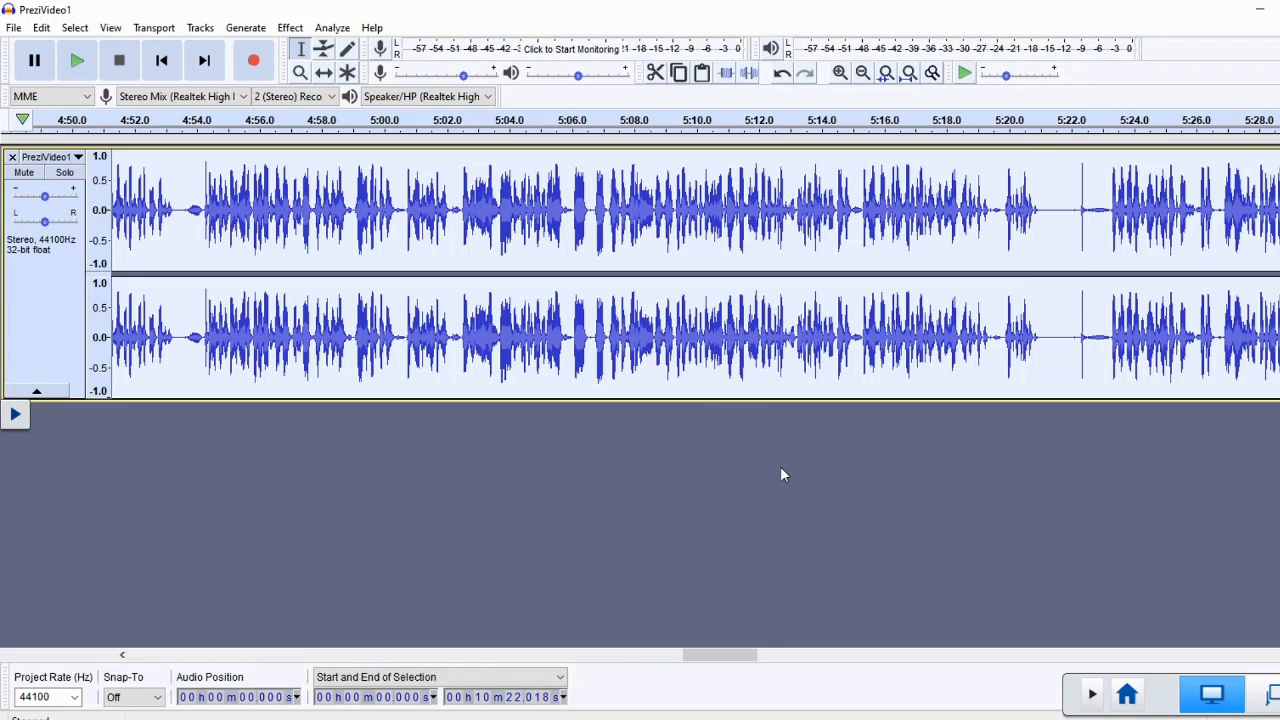 PreziVideo1
File Edit Select View Transport Tracks Generate Effect Analyze Help
L R -57 -54 -51 -48 -45 -42 Click to Start Monitoring !1 -18 -15 -12 -9 -6 -3 0
L R -57 -54 -51 -48 -45 -42 -39 -36 -33 -30 -27 -24 -21 -18 -15 -12 -9 -6 -3 0
MME Stereo Mix (Realtek High 2 (Stereo) Reco Speaker/HP (Realtek High
4:50.0 4:52.0 4:54.0 4:56.0 4:58.0 5:00.0 5:02.0 5:04.0 5:06.0 5:08.0 5:10.0 5:12.0 5:14.0 5:16.0 5:18.0 5:20.0 5:22.0 5:24.0 5:26.0 5:28.0
PreziVideo1
Mute Solo
- +
L R
Stereo, 44100Hz
32-bit float
1.0
0.5
0.0
-0.5
-1.0
1.0
0.5
0.0
-0.5
-1.0
Project Rate (Hz) Snap-To Audio Position Start and End of Selection
44100 Off 00 h 00 m 00.000 s 00 h 00 m 00.000 s 00 h 10 m 22.018 s